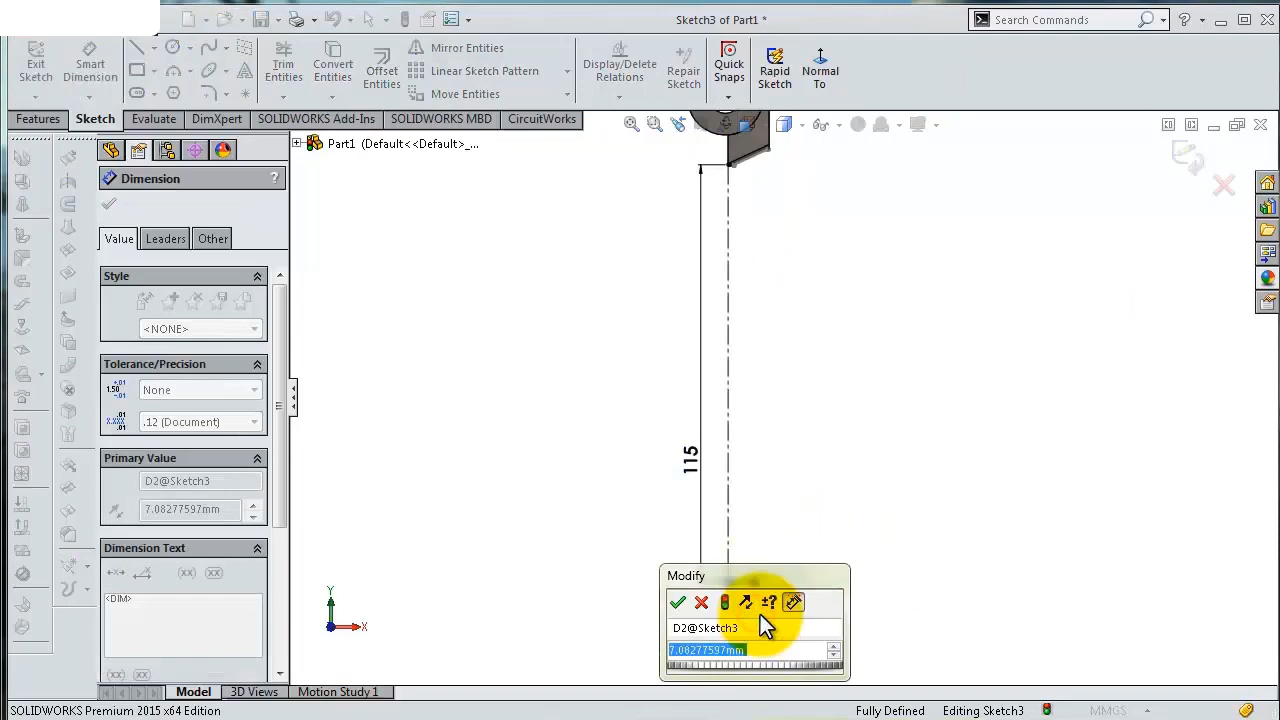 Sketch3 of Part1 *
Search Commands
Exit Sketch
Smart Dimension
Trim Entities
Convert Entities
Offset Entities
Mirror Entities
Linear Sketch Pattern
Move Entities
Display/Delete Relations
Repair Sketch
Quick Snaps
Rapid Sketch
Normal To
tures
Sketch
Evaluate
DimXpert
SOLIDWORKS Add-Ins
SOLIDWORKS MBD
CircuitWorks
Part1 (Default<<Default>_...
Dimension
?
Value
Leaders
Other
Style
<NONE>
Tolerance/Precision
None
.12 (Document)
Primary Value
D2@Sketch3
7.08277597mm
Dimension Text
<DIM>
115
Y
X
Modify
D2@Sketch3
7.08277597mm
Model
3D Views
Motion Study 1
SOLIDWORKS Premium 2015 x64 Edition
Fully Defined
Editing Sketch3
MMGS